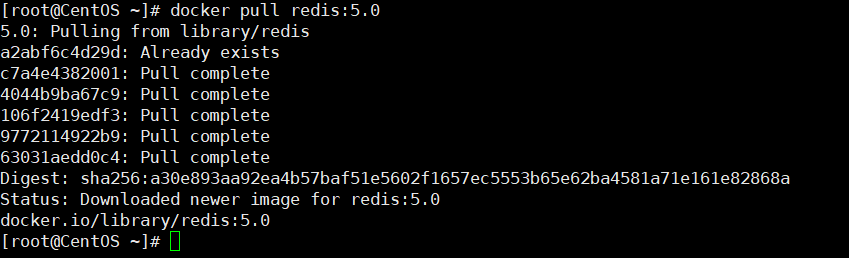 [root@CentOS ~]# docker pull redis:5.0
5.0: Pulling from library/redis
a2abf6c4d29d: Already exists
c7a4e4382001: Pull complete
4044b9ba67c9: Pull complete
106f2419edf3: Pull complete
9772114922b9: Pull complete
63031aedd0c4: Pull complete
Digest: sha256:a30e893aa92ea4b57baf51e5602f1657ec5553b65e62ba4581a71e161e82868a
Status: Downloaded newer image for redis:5.0
docker.io/library/redis:5.0
[root@CentOS ~]#